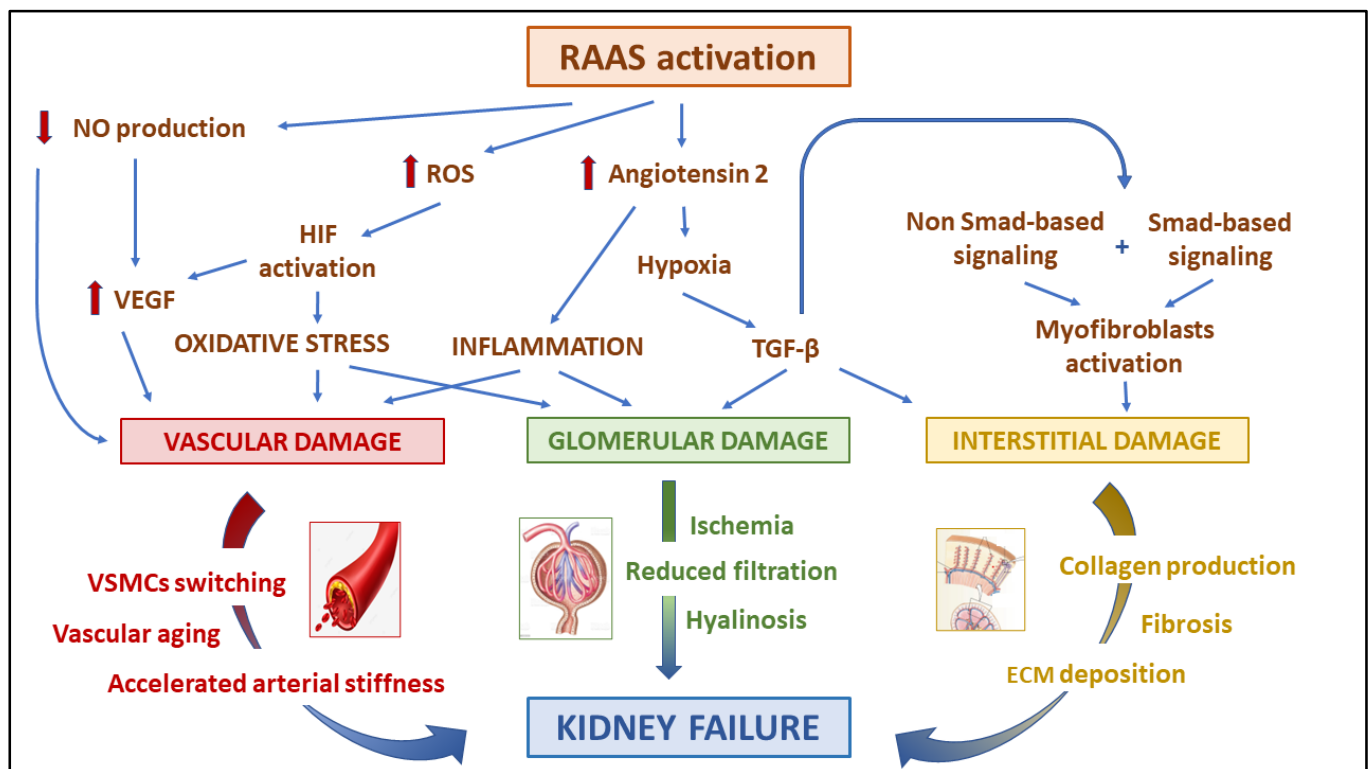 RAAS activation
NO production
ROS
Angiotensin 2
HIF
activation
Hypoxia
Non Smad-based
signaling
+
Smad-based
signaling
VEGF
OXIDATIVE STRESS
INFLAMMATION
TGF-β
Myofibroblasts
activation
VASCULAR DAMAGE
GLOMERULAR DAMAGE
INTERSTITIAL DAMAGE
VSMCs switching
Vascular aging
Accelerated arterial stiffness
Ischemia
Reduced filtration
Hyalinosis
Collagen production
Fibrosis
ECM deposition
KIDNEY FAILURE